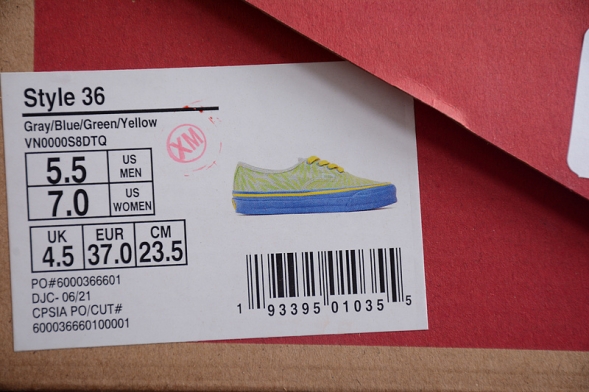 Style 36
Gray/Blue/Green/Yellow
VN0000S8DTQ
5.5 US MEN
7.0 US WOMEN
UK EUR CM
4.5 37.0 23.5
PO#6000366601
DJC- 06/21
CPSIA PO/CUT#
600036660100001
XM
1 93395 01035 5